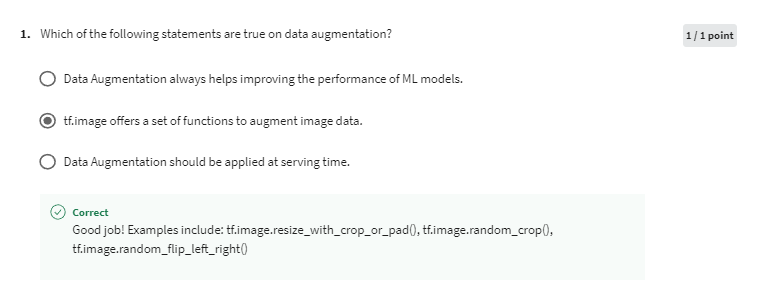 1. Which of the following statements are true on data augmentation?
1 / 1 point
Data Augmentation always helps improving the performance of ML models.
tf.image offers a set of functions to augment image data.
Data Augmentation should be applied at serving time.
Correct
Good job! Examples include: tf.image.resize_with_crop_or_pad(), tf.image.random_crop(),
tf.image.random_flip_left_right()